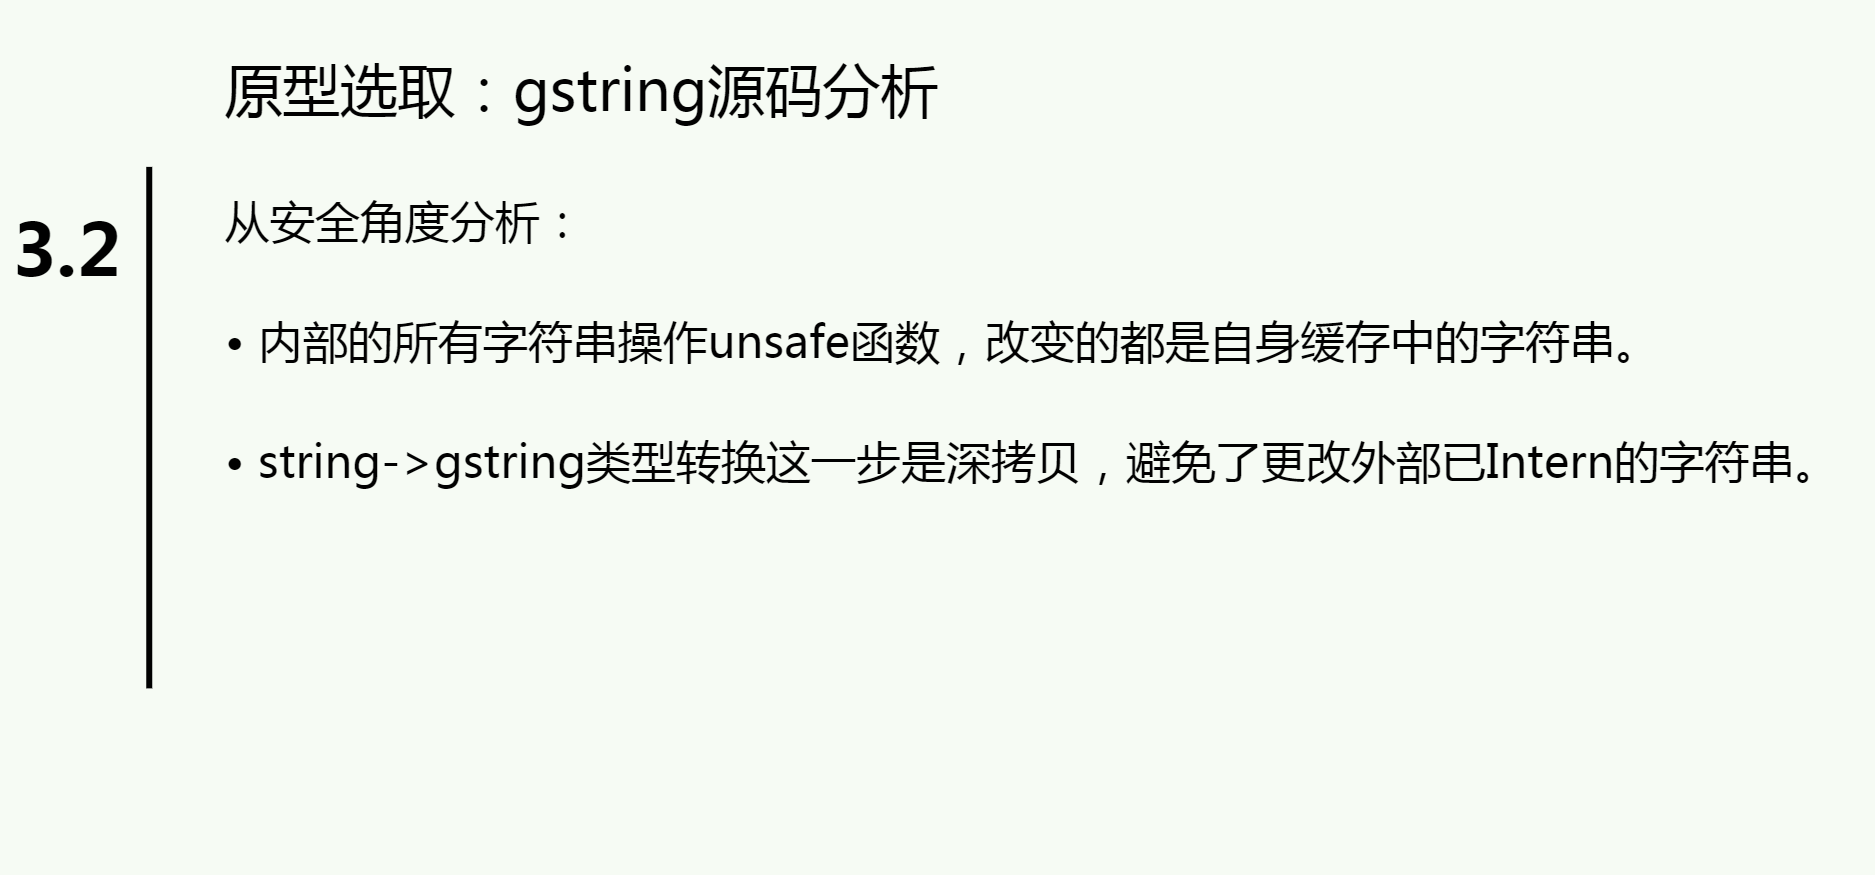 原型选取：gstring源码分析
3.2
从安全角度分析：
• 内部的所有字符串操作unsafe函数，改变的都是自身缓存中的字符串。
• string->gstring类型转换这一步是深拷贝，避免了更改外部已Intern的字符串。